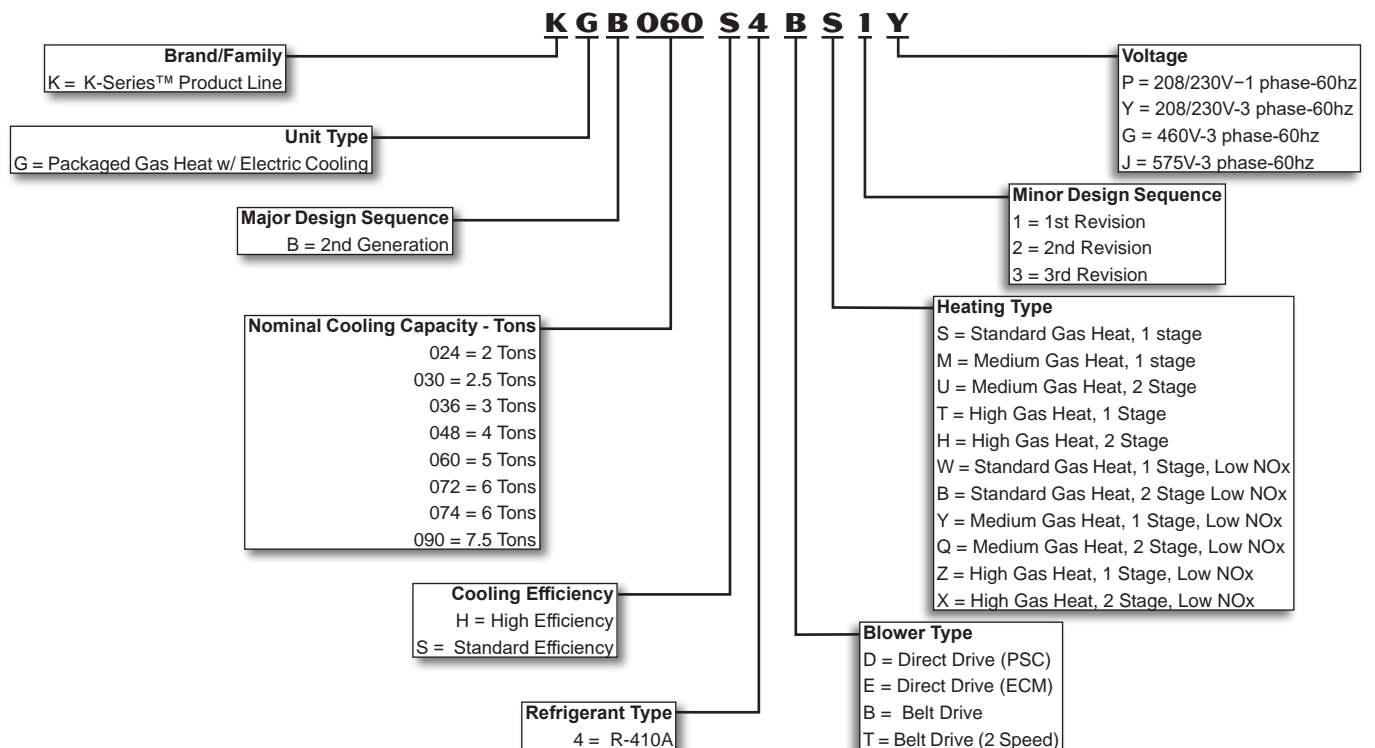 K G B 060 S 4 B S 1 Y
Brand/Family
K = K-Series™ Product Line
Unit Type
G = Packaged Gas Heat w/ Electric Cooling
Major Design Sequence
B = 2nd Generation
Nominal Cooling Capacity - Tons
024 = 2 Tons
030 = 2.5 Tons
036 = 3 Tons
048 = 4 Tons
060 = 5 Tons
072 = 6 Tons
074 = 6 Tons
090 = 7.5 Tons
Cooling Efficiency
H = High Efficiency
S = Standard Efficiency
Refrigerant Type
4 = R-410A
Voltage
P = 208/230V−1 phase-60hz
Y = 208/230V-3 phase-60hz
G = 460V-3 phase-60hz
J = 575V-3 phase-60hz
Minor Design Sequence
1 = 1st Revision
2 = 2nd Revision
3 = 3rd Revision
Heating Type
S = Standard Gas Heat, 1 stage
M = Medium Gas Heat, 1 stage
U = Medium Gas Heat, 2 Stage
T = High Gas Heat, 1 Stage
H = High Gas Heat, 2 Stage
W = Standard Gas Heat, 1 Stage, Low NOx
B = Standard Gas Heat, 2 Stage Low NOx
Y = Medium Gas Heat, 1 Stage, Low NOx
Q = Medium Gas Heat, 2 Stage, Low NOx
Z = High Gas Heat, 1 Stage, Low NOx
X = High Gas Heat, 2 Stage, Low NOx
Blower Type
D = Direct Drive (PSC)
E = Direct Drive (ECM)
B = Belt Drive
T = Belt Drive (2 Speed)